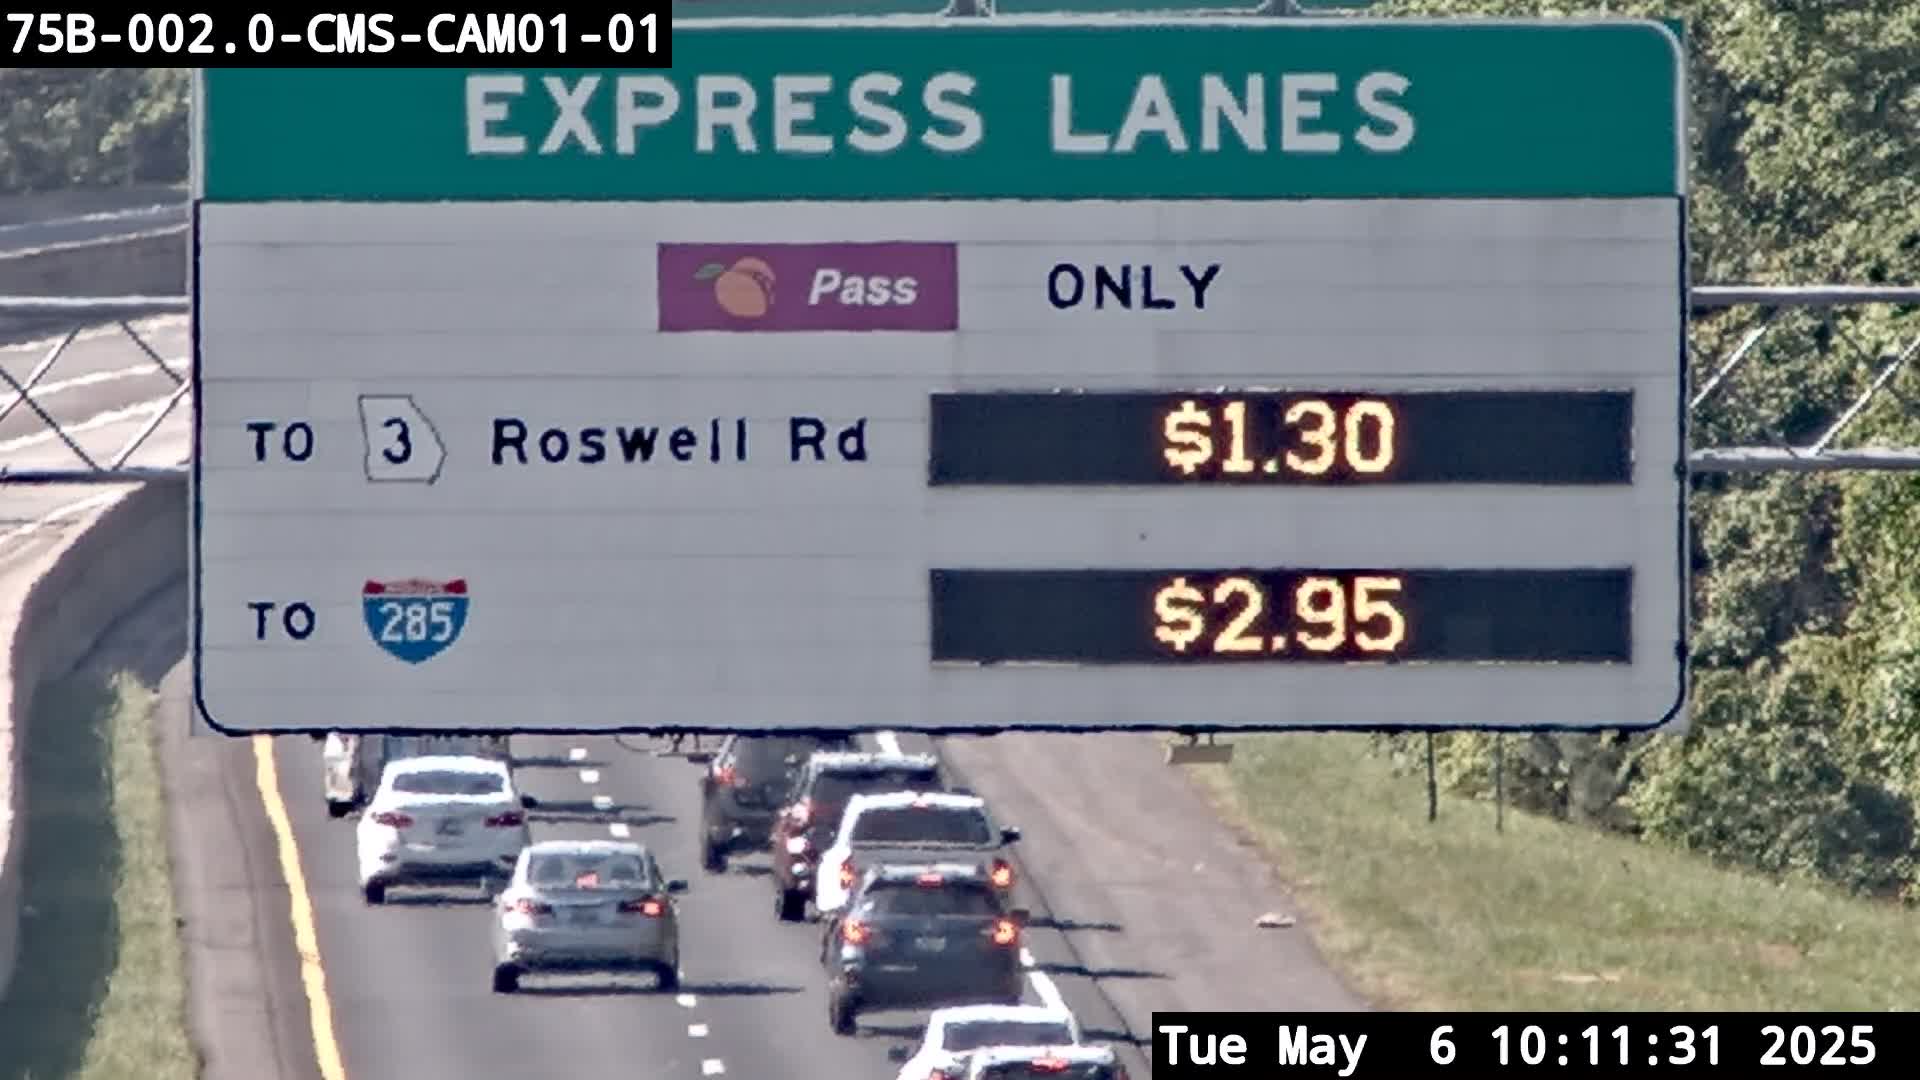 75B-002.0-CMS-CAM01-01
EXPRESS LANES
Pass ONLY
TO 3 Roswell Rd $1.30
TO 285 $2.95
Tue May 6 10:11:31 2025